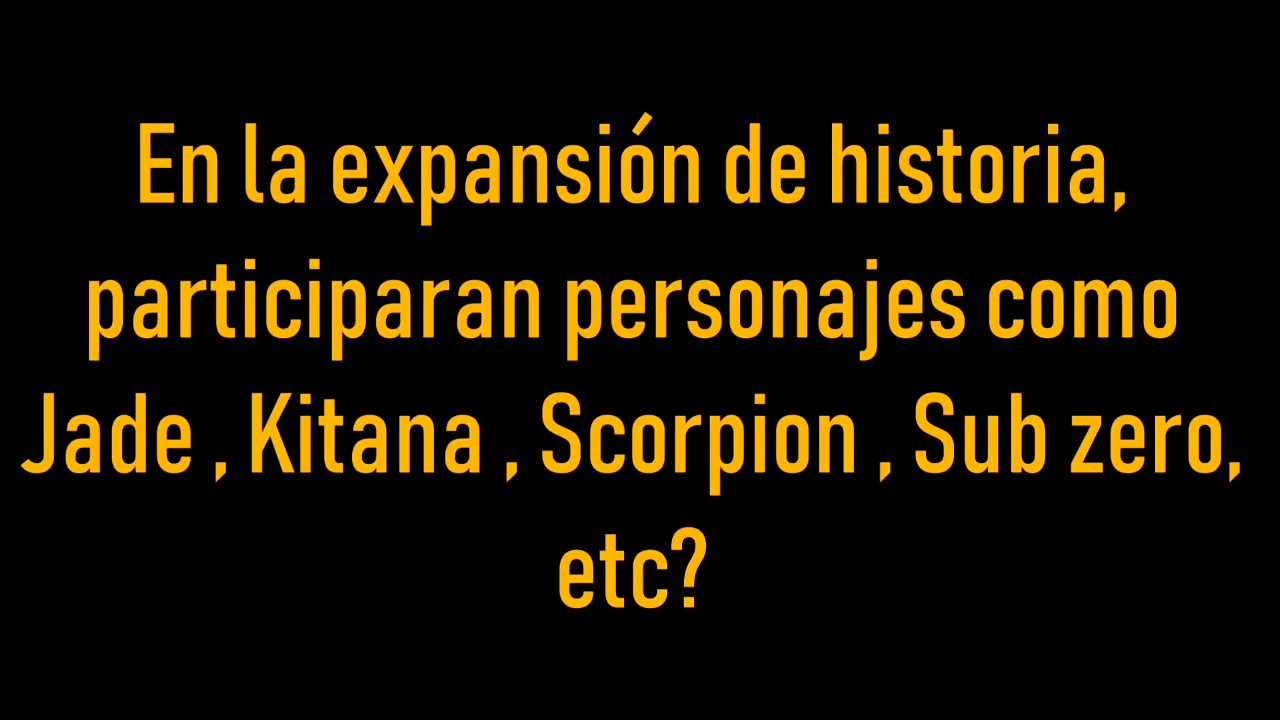 En la expansión de historia,
participaran personajes como
Jade , Kitana , Scorpion , Sub zero,
etc?